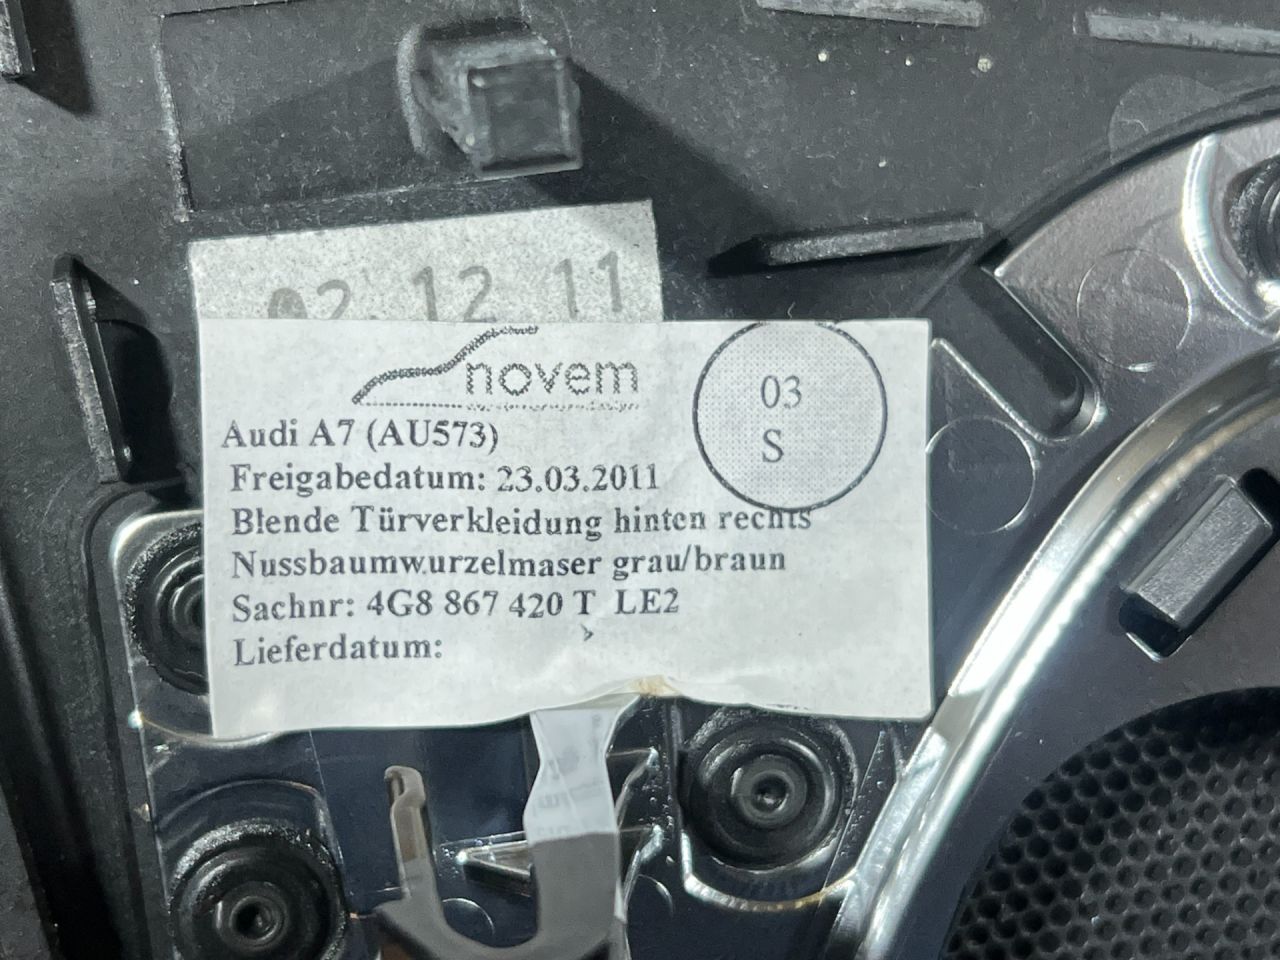 02.12.11
novem
03
S
Audi A7 (AU573)
Freigabedatum: 23.03.2011
Blende Türverkleidung hinten rechts
Nussbaumwurzelmaser grau/braun
Sachnr: 4G8 867 420 T LE2
Lieferdatum: